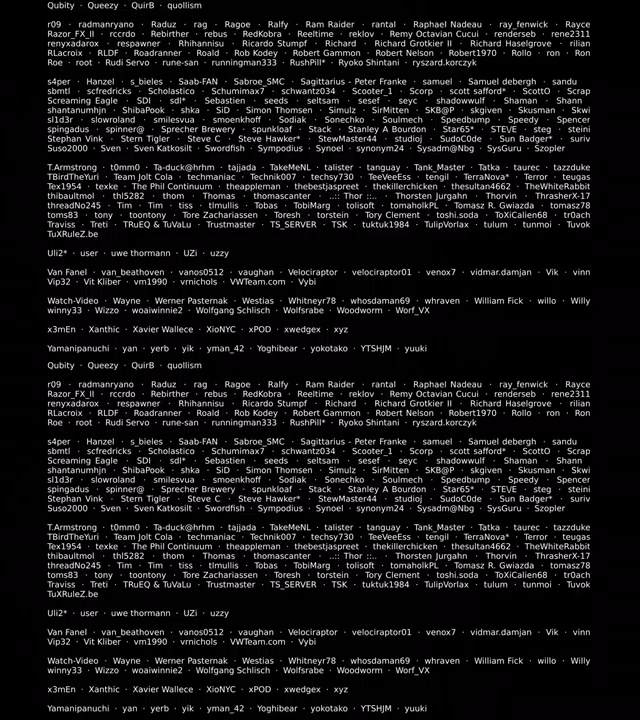 Qubity · Queezy · QuirB · quollism
r09 · radmanryano · Raduz · rag · Ragoe · Ralfy · Ram Raider · rantal · Raphael Nadeau · ray_fenwick · Rayce
Razor_FX_II · rccrdo · Rebirther · rebus · RedKobra · Reeltime · reklov · Remy Octavian Cucui · renderseb · rene2311
renyxadarox · respawner · Rhihannisu · Ricardo Stumpf · Richard · Richard Grotkier II · Richard Haselgrove · rilian
RLacroix · RLDF · Roadranner · Roald · Rob Kodey · Robert Gammon · Robert Nelson · Robert1970 · Rollo · ron · Ron
Roe · root · Rudi Servo · rune-san · runningman333 · RushPill* · Ryoko Shintani · ryszard.korczyk
s4per · Hanzel · s_bieles · Saab-FAN · Sabroe_SMC · Sagittarius - Peter Franke · samuel · Samuel dembergi · sandu
sbmtl · scfredricks · Scholastico · Schumimax7 · schwantz034 · Scooter_1 · Scorp · scott safford* · ScottO · Scrap
Screaming Eagle · SDI · sdl* · Sebastien · seeds · seltsam · sesef · seyc · shadowwulf · Shaman · Shann
shantanumhjn · ShibaPook · shka · SiD · Simon Thomsen · Simulz · SirMitten · SKB@P · skgiven · Skusman · Skwi
sl1d3r · slowroland · smilesvua · smoenkhoff · Sodiak · Sonechko · Soulmech · Speedbump · Speedy · Spencer
spingadus · spinner@ · Sprecher Brewery · spunkloaf · Stack · Stanley A Bourdon · Star65* · STE\/E · steg · steini
Stephan Vink · Stern Tigler · Steve C · Steve Hawker* · StewMaster44 · studioj · SudoC0de · Sun Badger* · suriv
Suso2000 · Sven · Sven Katkosilt · Swordfish · Sympodius · Synoel · synonym24 · Sysadm@Nbg · SysGuru · Szopler
T.Armstrong · t0nm0 · Ta-duck@hrhm · tajjada · TakeMeNL · talister · tanguay · Tank_Master · Tatka · taurec · tazzduke
TBirdTheYuri · Team Jolt Cola · techmaniac · Technik007 · techsy730 · TeeVeeEss · tengil · TerraNova* · Terror · teugas
Tex1954 · texke · The Phil Continuum · theappleman · thebestjaspreet · thekillerchicken · thesultan4662 · TheWhiteRabbit
thibaultmol · thl5282 · thom · Thomas · thomascanter · ..:: Thor ::.. · Thorsten Jurgahn · Thorvin · ThrasherX-17
threadNo245 · Tim · Tim · tiss · tlmullis · Tobas · TobiMarg · tolisoft · tomaholkPL · Tomasz R. Gwiazda · tomasz78
toms83 · tony · toontony · Tore Zachariassen · Toresh · torstein · Tory Clement · toshi.soda · ToXiCalien68 · tr0ach
Traviss · Treti · TRuEQ & TuVaLu · Trustmaster · TS_SERVER · TSK · tuktuk1984 · TulipVorlax · tulum · tunmoi · Tuvok
TuXRuleZ.be
Uli2* · user · uwe thormann · UZi · uzzy
Van Fanel · van_beathoven · vanos0512 · vaughan · Velociraptor · velociraptor01 · venox7 · vidmar.damjan · Vik · vinn
Vip32 · Vit Kliber · vm1990 · vrnichols · VWTeam.com · Vybi
Watch-Video · Wayne · Werner Pasternak · Westias · Whitneyr78 · whosdaman69 · whraven · William Fick · willo · Willy
winny33 · Wizzo · woaiwinnie2 · Wolfgang Schlisch · Wolfsrabe · Woodworm · Worf_VX
x3mEn · Xanthic · Xavier Wallece · XioNYC · xPOD · xwedgex · xyz
Yamanipanuchi · yan · yerb · yik · yman_42 · Yoghibear · yokotako · YTSHJM · yuuki
Qubity · Queezy · QuirB · quollism
r09 · radmanryano · Raduz · rag · Ragoe · Ralfy · Ram Raider · rantal · Raphael Nadeau · ray_fenwick · Rayce
Razor_FX_II · rccrdo · Rebirther · rebus · RedKobra · Reeltime · reklov · Remy Octavian Cucui · renderseb · rene2311
renyxadarox · respawner · Rhihannisu · Ricardo Stumpf · Richard · Richard Grotkier II · Richard Haselgrove · rilian
RLacroix · RLDF · Roadranner · Roald · Rob Kodey · Robert Gammon · Robert Nelson · Robert1970 · Rollo · ron · Ron
Roe · root · Rudi Servo · rune-san · runningman333 · RushPill* · Ryoko Shintani · ryszard.korczyk
s4per · Hanzel · s_bieles · Saab-FAN · Sabroe_SMC · Sagittarius - Peter Franke · samuel · Samuel dembergi · sandu
sbmtl · scfredricks · Scholastico · Schumimax7 · schwantz034 · Scooter_1 · Scorp · scott safford* · ScottO · Scrap
Screaming Eagle · SDI · sdl* · Sebastien · seeds · seltsam · sesef · seyc · shadowwulf · Shaman · Shann
shantanumhjn · ShibaPook · shka · SiD · Simon Thomsen · Simulz · SirMitten · SKB@P · skgiven · Skusman · Skwi
sl1d3r · slowroland · smilesvua · smoenkhoff · Sodiak · Sonechko · Soulmech · Speedbump · Speedy · Spencer
spingadus · spinner@ · Sprecher Brewery · spunkloaf · Stack · Stanley A Bourdon · Star65* · STE\/E · steg · steini
Stephan Vink · Stern Tigler · Steve C · Steve Hawker* · StewMaster44 · studioj · SudoC0de · Sun Badger* · suriv
Suso2000 · Sven · Sven Katkosilt · Swordfish · Sympodius · Synoel · synonym24 · Sysadm@Nbg · SysGuru · Szopler
T.Armstrong · t0nm0 · Ta-duck@hrhm · tajjada · TakeMeNL · talister · tanguay · Tank_Master · Tatka · taurec · tazzduke
TBirdTheYuri · Team Jolt Cola · techmaniac · Technik007 · techsy730 · TeeVeeEss · tengil · TerraNova* · Terror · teugas
Tex1954 · texke · The Phil Continuum · theappleman · thebestjaspreet · thekillerchicken · thesultan4662 · TheWhiteRabbit
thibaultmol · thl5282 · thom · Thomas · thomascanter · ..:: Thor ::.. · Thorsten Jurgahn · Thorvin · ThrasherX-17
threadNo245 · Tim · Tim · tiss · tlmullis · Tobas · TobiMarg · tolisoft · tomaholkPL · Tomasz R. Gwiazda · tomasz78
toms83 · tony · toontony · Tore Zachariassen · Toresh · torstein · Tory Clement · toshi.soda · ToXiCalien68 · tr0ach
Traviss · Treti · TRuEQ & TuVaLu · Trustmaster · TS_SERVER · TSK · tuktuk1984 · TulipVorlax · tulum · tunmoi · Tuvok
TuXRuleZ.be
Uli2* · user · uwe thormann · UZi · uzzy
Van Fanel · van_beathoven · vanos0512 · vaughan · Velociraptor · velociraptor01 · venox7 · vidmar.damjan · Vik · vinn
Vip32 · Vit Kliber · vm1990 · vrnichols · VWTeam.com · Vybi
Watch-Video · Wayne · Werner Pasternak · Westias · Whitneyr78 · whosdaman69 · whraven · William Fick · willo · Willy
winny33 · Wizzo · woaiwinnie2 · Wolfgang Schlisch · Wolfsrabe · Woodworm · Worf_VX
x3mEn · Xanthic · Xavier Wallece · XioNYC · xPOD · xwedgex · xyz
Yamanipanuchi · yan · yerb · yik · yman_42 · Yoghibear · yokotako · YTSHJM · yuuki